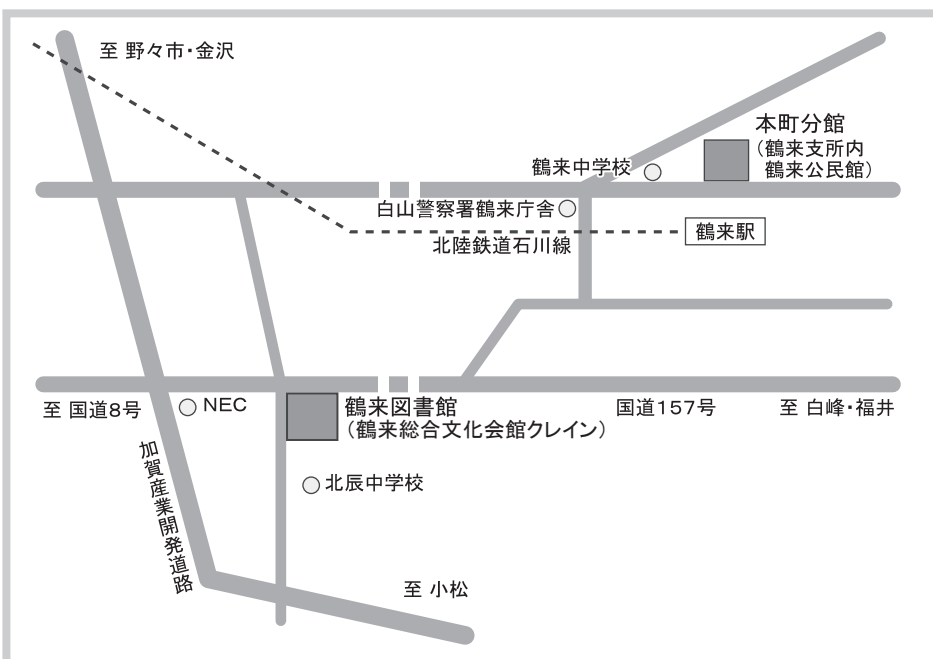 至 野々市・金沢
本町分館
(鶴来支所内
鶴来公民館)
鶴来中学校
白山警察署鶴来庁舎
鶴来駅
北陸鉄道石川線
至 国道8号
NEC
鶴来図書館
(鶴来総合文化会館クレイン)
国道157号
至 白峰・福井
加賀産業開発道路
北辰中学校
至 小松